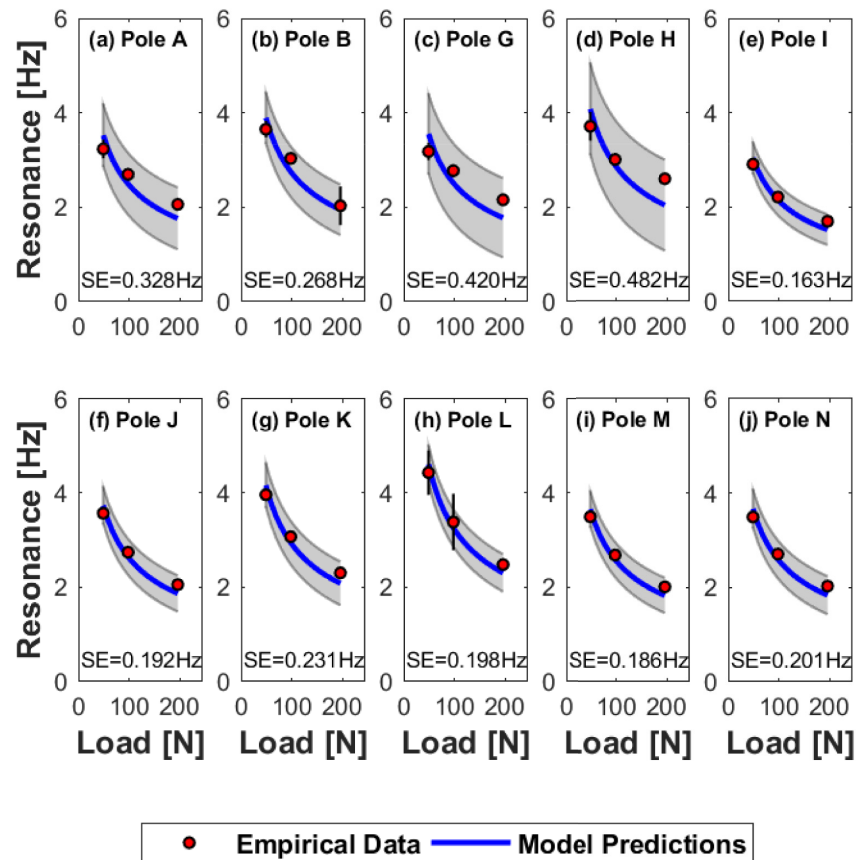 (a) Pole A
(b) Pole B
(c) Pole G
(d) Pole H
(e) Pole I
Resonance [Hz]
6
4
2
0
6
4
2
0
6
4
2
0
6
4
2
0
6
4
2
0
SE=0.328Hz
SE=0.268Hz
SE=0.420Hz
SE=0.482Hz
SE=0.163Hz
0 100 200
0 100 200
0 100 200
0 100 200
0 100 200
(f) Pole J
(g) Pole K
(h) Pole L
(i) Pole M
(j) Pole N
Resonance [Hz]
6
4
2
0
6
4
2
0
6
4
2
0
6
4
2
0
6
4
2
0
SE=0.192Hz
SE=0.231Hz
SE=0.198Hz
SE=0.186Hz
SE=0.201Hz
0 100 200
0 100 200
0 100 200
0 100 200
0 100 200
Load [N]
Load [N]
Load [N]
Load [N]
Load [N]
Empirical Data
Model Predictions